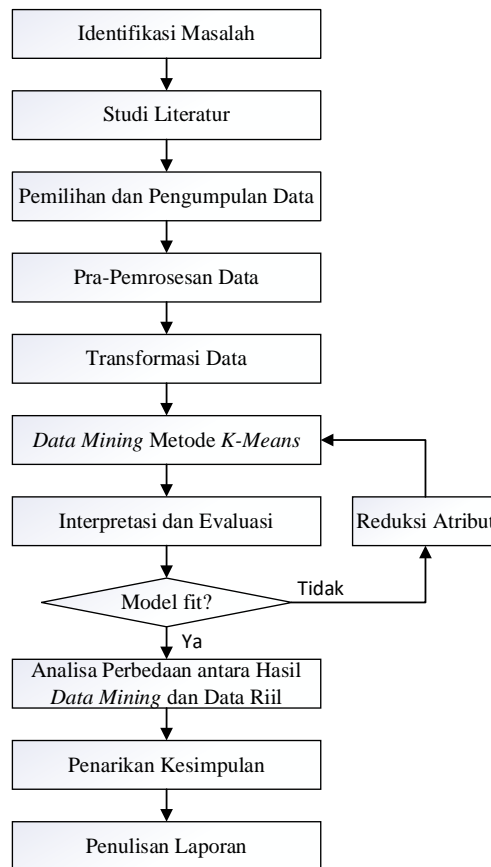 Identifikasi Masalah
Studi Literatur
Pemilihan dan Pengumpulan Data
Pra-Pemrosesan Data
Transformasi Data
Data Mining Metode K-Means
Interpretasi dan Evaluasi
Reduksi Atribut
Model fit?
Tidak
Ya
Analisa Perbedaan antara Hasil
Data Mining dan Data Riil
Penarikan Kesimpulan
Penulisan Laporan